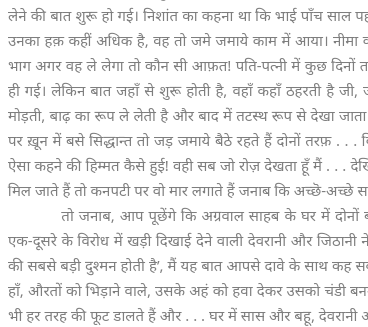 लेने की बात शुरू हो गई। निशांत का कहना था कि भाई पाँच साल
उनका हक़ कहीं अधिक है, वह तो जमे जमाये काम में आया। नीमा
भाग अगर वह ले लेगा तो कौन सी आफ़त! पति-पत्नी में कुछ दिनों
ही गई। लेकिन बात जहाँ से शुरू होती है, वहाँ कहाँ ठहरती है जी,
मोड़ती, बाढ़ का रूप ले लेती है और बाद में तटस्थ रूप से देखा जाता
पर ख़ून में बसे सिद्धान्त तो जड़ जमाये बैठे रहते हैं दोनों तरफ़ . . .
ऐसा कहने की हिम्मत कैसे हुई! वही सब जो रोज़ देखता हूँ मैं . . .
मिल जाते हैं तो कनपटी पर वो मार लगाते हैं जनाब कि अच्छे-अच्छे
तो जनाब, आप पूछेंगे कि अग्रवाल साहब के घर में दोनों
एक-दूसरे के विरोध में खड़ी दिखाई देने वाली देवरानी और जिठानी
की सबसे बड़ी दुश्मन होती है', मैं यह बात आपसे दावे के साथ कह
हाँ, औरतों को भिड़ाने वाले, उसके अहं को हवा देकर उसको चंडी
भी हर तरह की फूट डालते हैं और . . . घर में सास और बहू, देवरानी